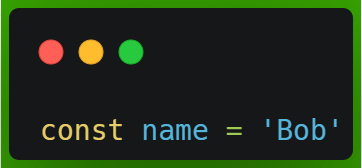 const name = 'Bob'